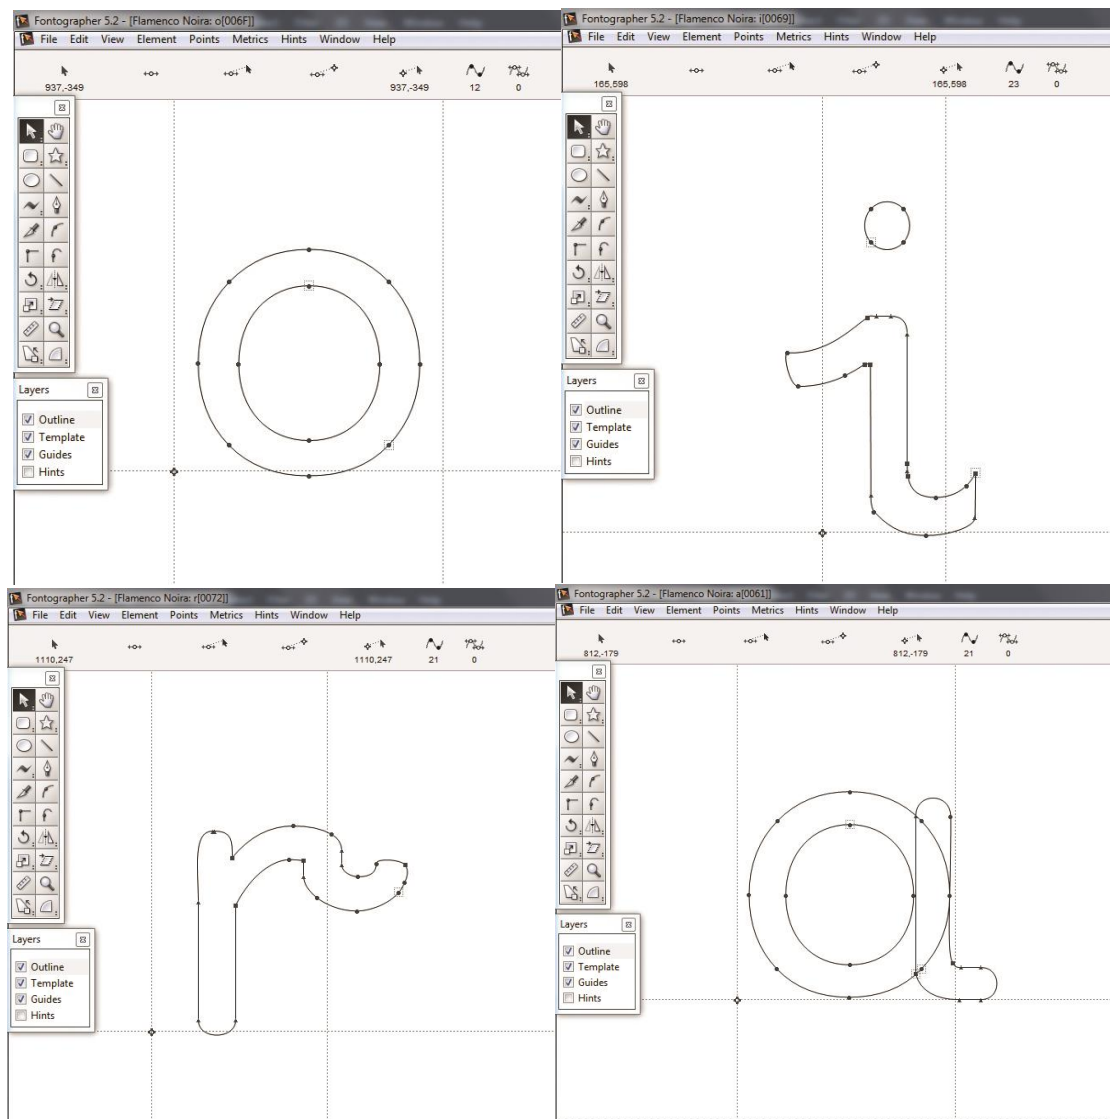 Fontographer 5.2 - [Flamenco Noira: o[006F]]
File Edit View Element Points Metrics Hints Window Help
937,-349 937,-349 12 0
Layers
Outline
Template
Guides
Hints
Fontographer 5.2 - [Flamenco Noira: i[0069]]
File Edit View Element Points Metrics Hints Window Help
165,598 165,598 23 0
Layers
Outline
Template
Guides
Hints
Fontographer 5.2 - [Flamenco Noira: r[0072]]
File Edit View Element Points Metrics Hints Window Help
1110,247 1110,247 21 0
Layers
Outline
Template
Guides
Hints
Fontographer 5.2 - [Flamenco Noira: a[0061]]
File Edit View Element Points Metrics Hints Window Help
812,-179 812,-179 21 0
Layers
Outline
Template
Guides
Hints